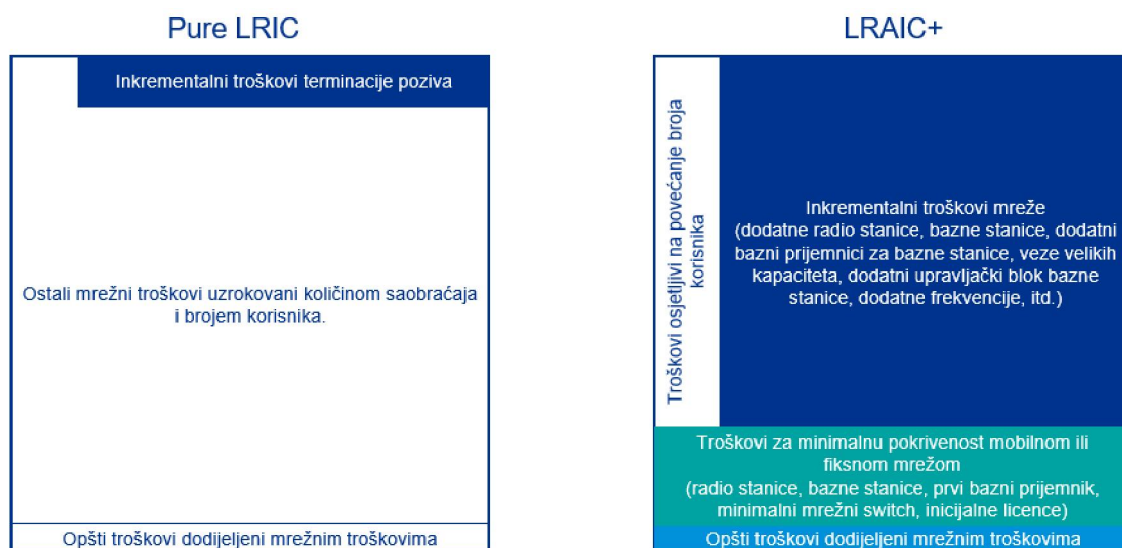 Pure LRIC
Inkrementalni troškovi terminacije poziva
Ostali mrežni troškovi uzrokovani količinom saobraćaja
i brojem korisnika.
Opšti troškovi dodijeljeni mrežnim troškovima
LRAIC+
Troškovi osjetljivi na povećanje broja
korisnika
Inkrementalni troškovi mreže
(dodatne radio stanice, bazne stanice, dodatni
bazni prijemnici za bazne stanice, veze velikih
kapaciteta, dodatni upravljački blok bazne
stanice, dodatne frekvencije, itd.)
Troškovi za minimalnu pokrivenost mobilnom ili
fiksnom mrežom
(radio stanice, bazne stanice, prvi bazni prijemnik,
minimalni mrežni switch, inicijalne licence)
Opšti troškovi dodijeljeni mrežnim troškovima